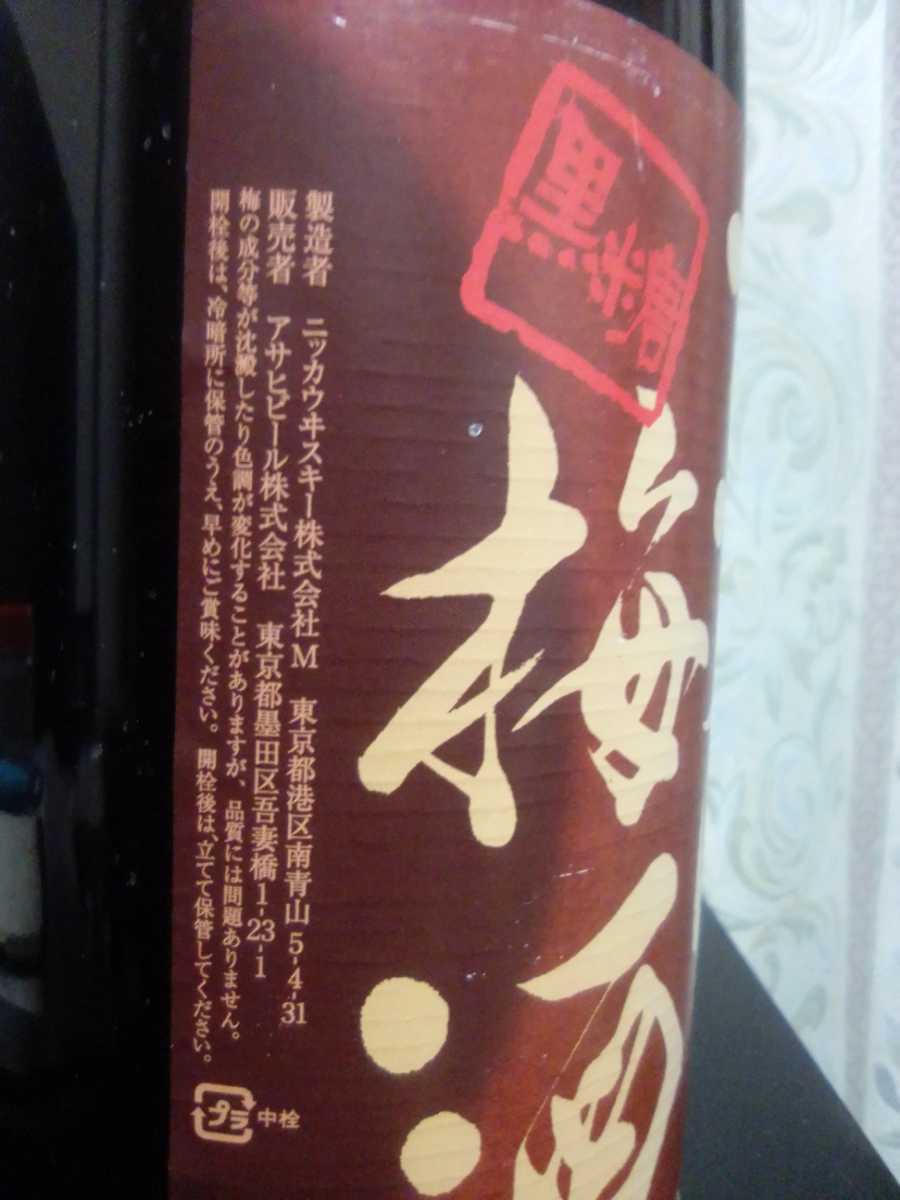 黒糖
梅酒
製造者 ニッカウヰスキー株式会社M 東京都港区南青山5-4-31
販売者 アサヒビール株式会社 東京都墨田区吾妻橋1-23-1
梅の成分等が沈澱したり色調が変化することがありますが、品質には問題ありません。
開栓後は、冷暗所に保管のうえ、早めにご賞味ください。 開栓後は、立てて保管してください。
プラ 中栓